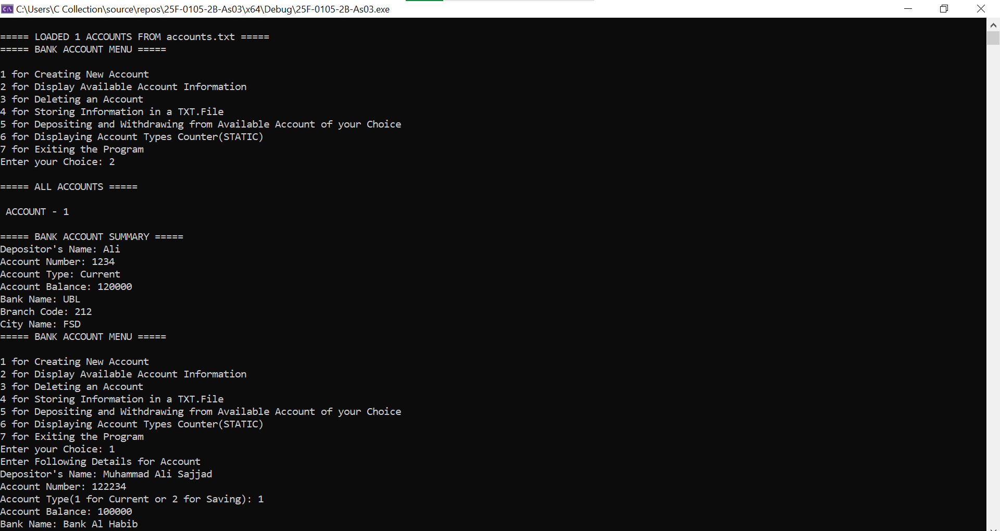 C:\Users\C Collection\source\repos\25F-0105-2B-As03\x64\Debug\25F-0105-2B-As03.exe
===== LOADED 1 ACCOUNTS FROM accounts.txt =====
===== BANK ACCOUNT MENU =====
1 for Creating New Account
2 for Display Available Account Information
3 for Deleting an Account
4 for Storing Information in a TXT.File
5 for Depositing and Withdrawing from Available Account of your Choice
6 for Displaying Account Types Counter(STATIC)
7 for Exiting the Program
Enter your Choice: 2
===== ALL ACCOUNTS =====
ACCOUNT - 1
===== BANK ACCOUNT SUMMARY =====
Depositor's Name: Ali
Account Number: 1234
Account Type: Current
Account Balance: 120000
Bank Name: UBL
Branch Code: 212
City Name: FSD
===== BANK ACCOUNT MENU =====
1 for Creating New Account
2 for Display Available Account Information
3 for Deleting an Account
4 for Storing Information in a TXT.File
5 for Depositing and Withdrawing from Available Account of your Choice
6 for Displaying Account Types Counter(STATIC)
7 for Exiting the Program
Enter your Choice: 1
Enter Following Details for Account
Depositor's Name: Muhammad Ali Sajjad
Account Number: 122234
Account Type(1 for Current or 2 for Saving): 1
Account Balance: 100000
Bank Name: Bank Al Habib